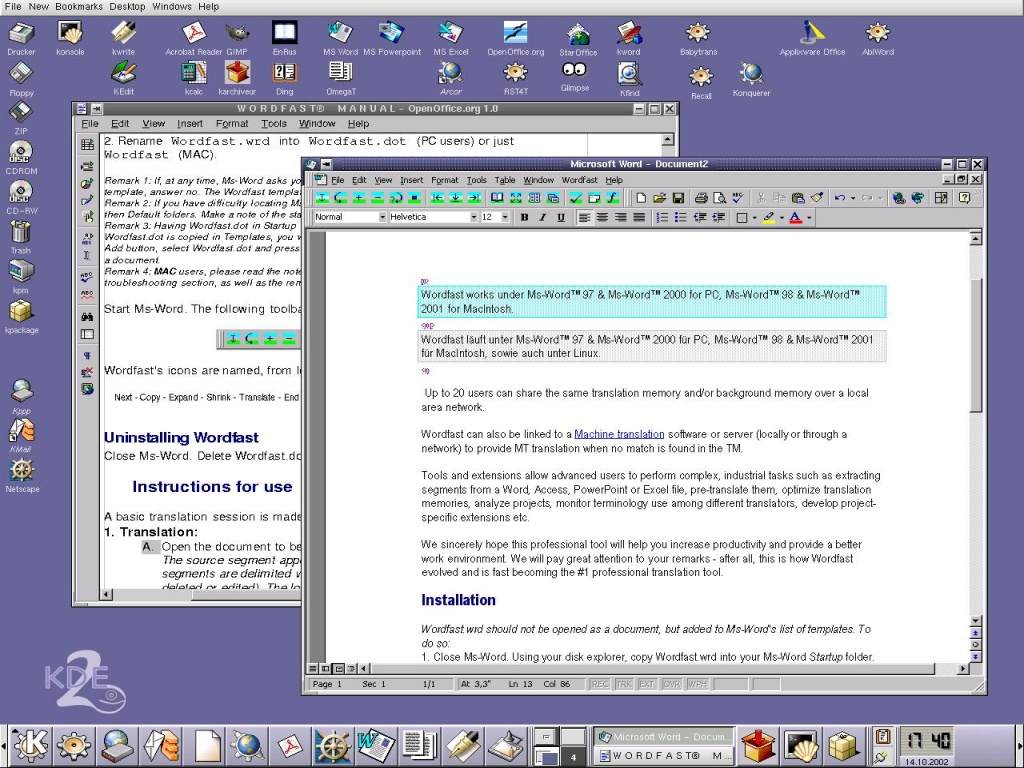 File New Bookmarks Desktop Windows Help
Drucker konsole kwrite Acrobat Reader GIMP EnRus MS Word MS Powerpoint MS Excel OpenOffice.org StarOffice kword Babytrans Applixware Office AbiWord
Floppy KEdit kcalc karchiveur Ding OmegaT Arcor RST4T Glimpse Kfind Recall Konquerer
ZIP
CDROM
CD-RW
Trash
kpm
kpackage
Kppp
KMail
Netscape
WORDFAST® MANUAL - OpenOffice.org 1.0
File Edit View Insert Format Tools Window Help
2. Rename Wordfast.wrd into Wordfast.dot (PC users) or just
Wordfast (MAC).
Remark 1: If, at any time, Ms-Word asks yo
template, answer no. The Wordfast templat
Remark 2: If you have difficulty locating Ms
then Default folders. Make a note of the sta
Remark 3: Having Wordfast.dot in Startup
Wordfast.dot is copied in Templates, you w
Add button, select Wordfast.dot and press
a document.
Remark 4: MAC users, please read the note
troubleshooting section, as well as the rem
Start Ms-Word. The following toolba
Wordfast's icons are named, from le
Next - Copy - Expand - Shrink - Translate - End
Uninstalling Wordfast
Close Ms-Word. Delete Wordfast.do
Instructions for use
A basic translation session is made
1. Translation:
A. Open the document to be
The source segment appe
segments are delimited w
deleted or edited). The lo
Microsoft Word - Document2
File Edit View Insert Format Tools Table Window Wordfast Help
Normal Helvetica 12 B I U
Wordfast works under Ms-Word™ 97 & Ms-Word™ 2000 for PC, Ms-Word™ 98 & Ms-Word™
2001 for MacIntosh.
Wordfast läuft unter Ms-Word™ 97 & Ms-Word™ 2000 für PC, Ms-Word™ 98 & Ms-Word™ 2001
für MacIntosh, sowie auch unter Linux.
Up to 20 users can share the same translation memory and/or background memory over a local
area network.
Wordfast can also be linked to a Machine translation software or server (locally or through a
network) to provide MT translation when no match is found in the TM.
Tools and extensions allow advanced users to perform complex, industrial tasks such as extracting
segments from a Word, Access, PowerPoint or Excel file, pre-translate them, optimize translation
memories, analyze projects, monitor terminology use among different translators, develop project-
specific extensions etc.
We sincerely hope this professional tool will help you increase productivity and provide a better
work environment. We will pay great attention to your remarks - after all, this is how Wordfast
evolved and is fast becoming the #1 professional translation tool.
Installation
Wordfast.wrd should not be opened as a document, but added to Ms-Word's list of templates. To
do so:
1. Close Ms-Word. Using your disk explorer, copy Wordfast.wrd into your Ms-Word Startup folder.
Page 1 Sec 1 1/1 At 3,3" Ln 13 Col 86 REC TRK EXT OVR WPH
KDE 2
4
Microsoft Word - Docum
WORDFAST® M...
17 40
14.10.2002